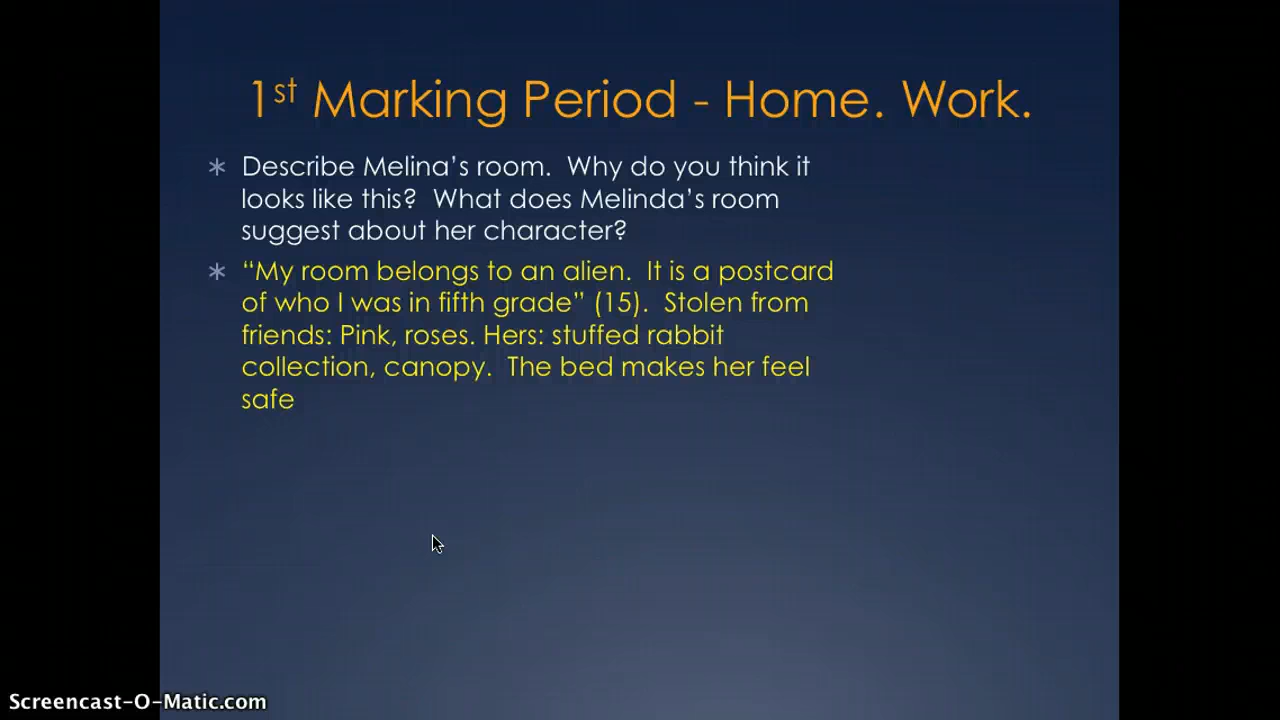 1st Marking Period - Home. Work.
* Describe Melina’s room.  Why do you think it
looks like this?  What does Melinda’s room
suggest about her character?
* “My room belongs to an alien.  It is a postcard
of who I was in fifth grade” (15).  Stolen from
friends: Pink, roses. Hers: stuffed rabbit
collection, canopy.  The bed makes her feel
safe
Screencast-O-Matic.com